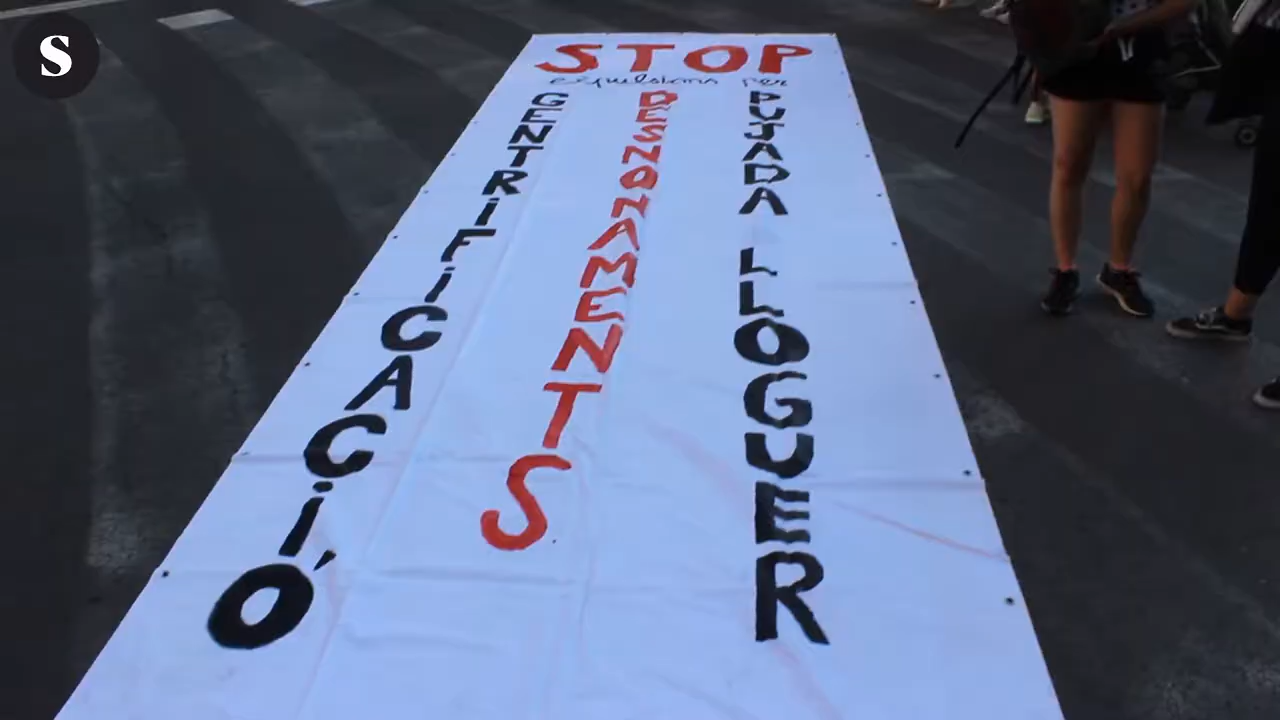 S
STOP
expulsions per
GENTRiFiCACiÓ
DESNONAMENTS
PUJADA LLOGUER